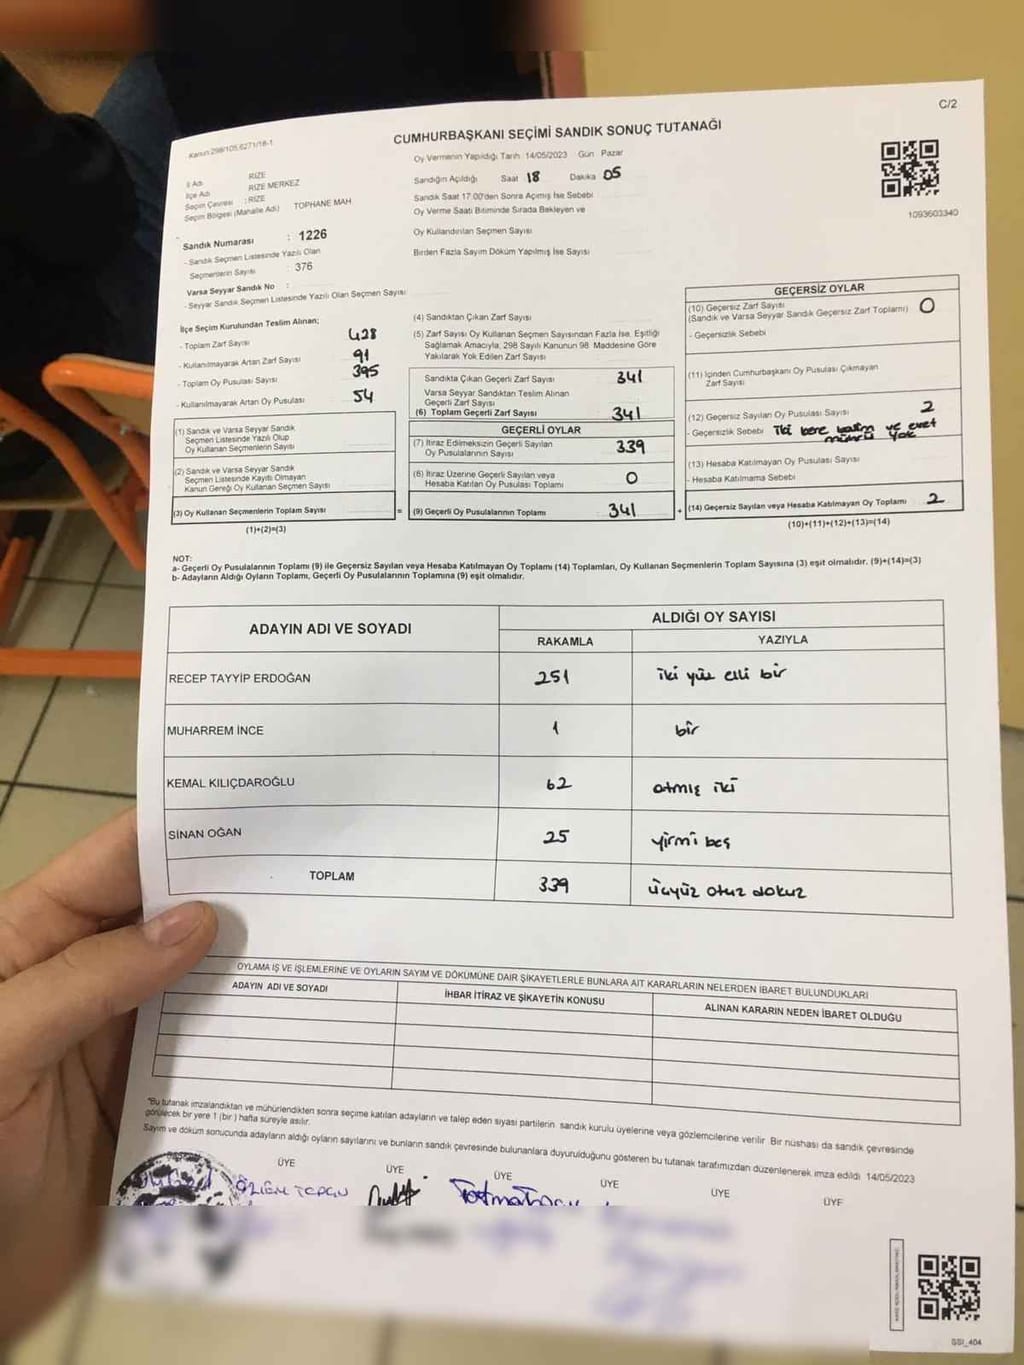 C/2
Kanun:298/105,6271/18-1
CUMHURBAŞKANI SEÇİMİ SANDIK SONUÇ TUTANAĞI
Oy Vermenin Yapıldığı Tarih 14/05/2023 Gün Pazar
İl Adı RİZE
İlçe Adı RİZE MERKEZ
Seçim Çevresi : RİZE
Seçim Bölgesi (Mahalle Adı) TOPHANE MAH
Sandığın Açıldığı Saat 18 Dakika 05
Sandık Saat 17:00'den Sonra Açımış İse Sebebi
Oy Verme Saati Bitiminde Sırada Bekleyen ve
Oy Kullandırılan Seçmen Sayısı
Birden Fazla Sayım Döküm Yapılmış İse Sayısı
1093603340
Sandık Numarası : 1226
- Sandık Seçmen Listesinde Yazılı Olan
Seçmenlerin Sayısı : 376
Varsa Seyyar Sandık No :
- Seyyar Sandık Seçmen Listesinde Yazılı Olan Seçmen Sayısı
İlçe Seçim Kurulundan Teslim Alınan;
- Toplam Zarf Sayısı 428
- Kullanılmayarak Artan Zarf Sayısı 91
- Toplam Oy Pusulası Sayısı 395
- Kullanılmayarak Artan Oy Pusulası 54
(1) Sandık ve Varsa Seyyar Sandık
Seçmen Listesinde Yazılı Olup
Oy Kullanan Seçmenlerin Sayısı
(2) Sandık ve Varsa Seyyar Sandık
Seçmen Listesinde Kayıtlı Olmayan
Kanun Gereği Oy Kullanan Seçmen Sayısı
(3) Oy Kullanan Seçmenlerin Toplam Sayısı
(1)+(2)=(3)
(4) Sandıktan Çıkan Zarf Sayısı
(5) Zarf Sayısı Oy Kullanan Seçmen Sayısından Fazla İse, Eşitliği
Sağlamak Amacıyla, 298 Sayılı Kanunun 98. Maddesine Göre
Yakılarak Yok Edilen Zarf Sayısı
Sandıkta Çıkan Geçerli Zarf Sayısı 341
Varsa Seyyar Sandıktan Teslim Alınan
Geçerli Zarf Sayısı
(6) Toplam Geçerli Zarf Sayısı 341
GEÇERLİ OYLAR
(7) İtiraz Edilmeksizin Geçerli Sayılan
Oy Pusulalarının Sayısı 339
(8) İtiraz Üzerine Geçerli Sayılan veya
Hesaba Katılan Oy Pusulası Toplamı 0
= (9) Geçerli Oy Pusulalarının Toplamı 341 +
GEÇERSİZ OYLAR
(10) Geçersiz Zarf Sayısı
(Sandık ve Varsa Seyyar Sandık Geçersiz Zarf Toplamı) 0
- Geçersizlik Sebebi
(11) İçinden Cumhurbaşkanı Oy Pusulası Çıkmayan
Zarf Sayısı
(12) Geçersiz Sayılan Oy Pusulası Sayısı 2
- Geçersizlik Sebebi iki kere basım ve evet
mührü yok
(13) Hesaba Katılmayan Oy Pusulası Sayısı
- Hesaba Katılmama Sebebi
(14) Geçersiz Sayılan veya Hesaba Katılmayan Oy Toplamı 2
(10)+(11)+(12)+(13)=(14)
NOT:
a- Geçerli Oy Pusulalarının Toplamı (9) ile Geçersiz Sayılan veya Hesaba Katılmayan Oy Toplamı (14) Toplamları, Oy Kullanan Seçmenlerin Toplam Sayısına (3) eşit olmalıdır. (9)+(14)=(3)
b- Adayların Aldığı Oyların Toplamı, Geçerli Oy Pusulalarının Toplamına (9) eşit olmalıdır.
ADAYIN ADI VE SOYADI ALDIĞI OY SAYISI
RAKAMLA YAZIYLA
RECEP TAYYİP ERDOĞAN 251 iki yüz elli bir
MUHARREM İNCE 1 bir
KEMAL KILIÇDAROĞLU 62 atmış iki
SİNAN OĞAN 25 yirmi beş
TOPLAM 339 üçyüz otuz dokuz
OYLAMA İŞ VE İŞLEMLERİNE VE OYLARIN SAYIM VE DÖKÜMÜNE DAİR ŞİKAYETLERLE BUNLARA AİT KARARLARIN NELERDEN İBARET BULUNDUKLARI
ADAYIN ADI VE SOYADI İHBAR İTİRAZ VE ŞİKAYETİN KONUSU ALINAN KARARIN NEDEN İBARET OLDUĞU
*Bu tutanak imzalandıktan ve mühürlendikten sonra seçime katılan adayların ve talep eden siyasi partilerin sandık kurulu üyelerine veya gözlemcilerine verilir. Bir nüshası da sandık çevresinde
görülecek bir yere 1 (bir) hafta süreyle asılır.
Sayım ve döküm sonucunda adayların aldığı oyların sayılarını ve bunların sandık çevresinde bulunanlara duyurulduğunu gösteren bu tutanak tarafımızdan düzenlenerek imza edildi 14/05/2023
ÜYE ÜYE ÜYE ÜYE ÜYE ÜYE
SSI_404